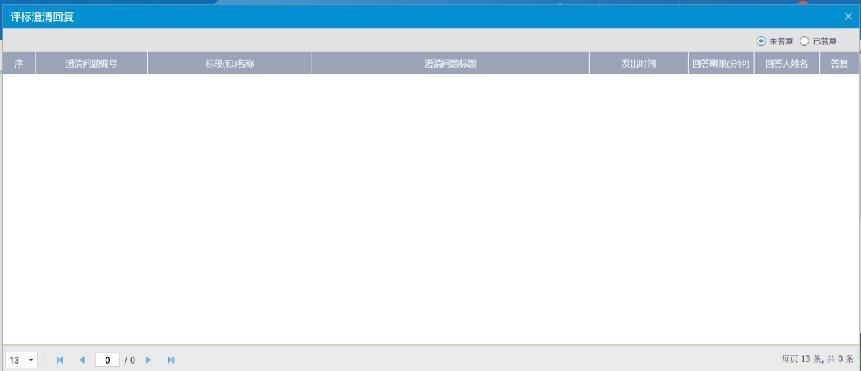 评标澄清回复
未答复 已答复
序 澄清问题编号 标段(包)名称 澄清问题标题 发出时间 回答期限(分钟) 回答人姓名 答复
13 0 / 0 每页 13 条, 共 0 条